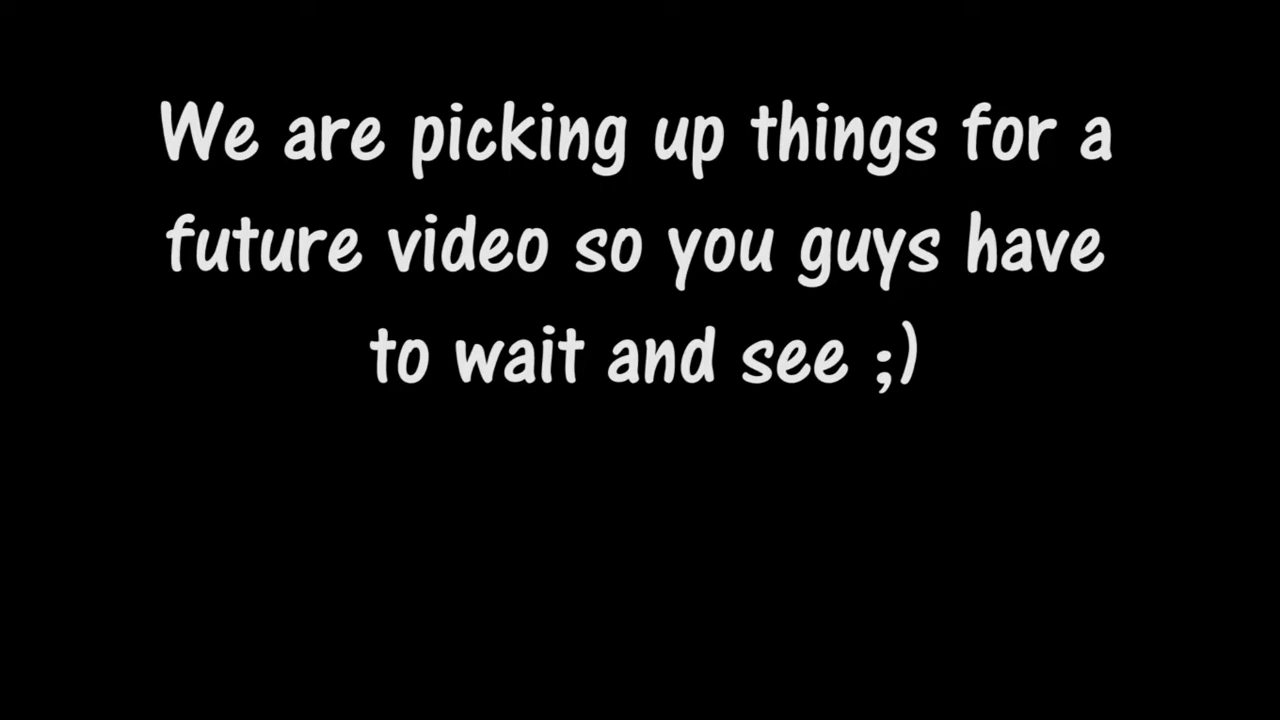 We are picking up things for a
future video so you guys have
to wait and see ;)